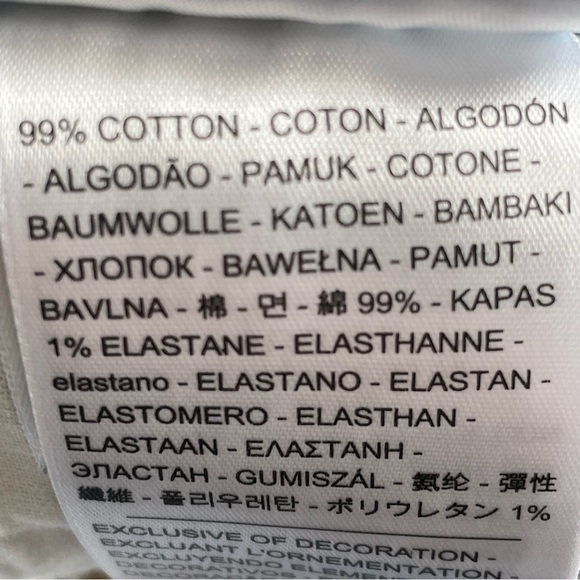 99% COTTON - COTON - ALGODÓN
- ALGODÃO - PAMUK - COTONE -
BAUMWOLLE - KATOEN - BAMBAKI
- ХЛОПОК - BAWEŁNA - PAMUT -
BAVLNA - 棉 - 면 - 綿 99% - KAPAS
1% ELASTANE - ELASTHANNE -
elastano - ELASTANO - ELASTAN -
ELASTOMERO - ELASTHAN -
ELASTAAN - ΕΛΑΣΤΑΝΗ -
ЭЛАСТАН - GUMISZÁL - 氨纶 - 彈性
纖維 - 폴리우레탄 - ポリウレタン 1%
EXCLUSIVE OF DECORATION -
EXCLUANT L'ORNEMENTATION
EXCLUYENDO